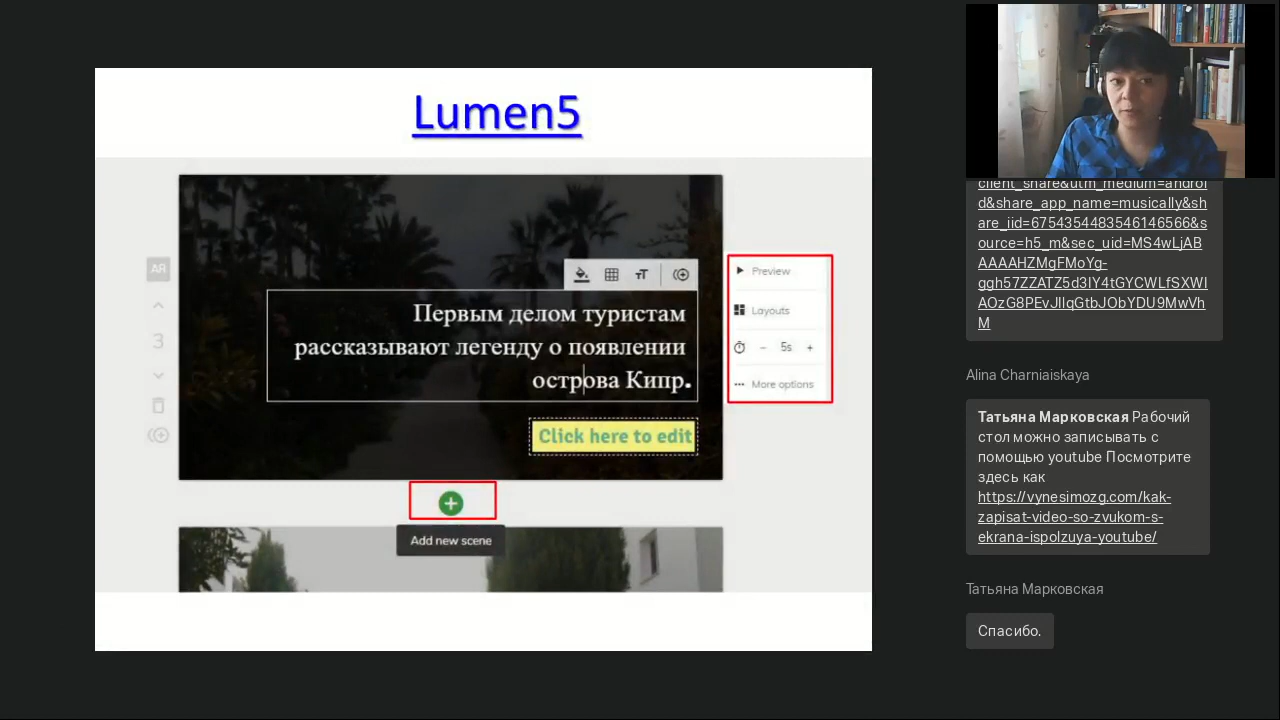 Lumen5
AR
3
Первым делом туристам
рассказывают легенду о появлении
острова Кипр.
Click here to edit
Preview
Layouts
- 5s +
More options
Add new scene
client_share&utm_medium=androi
d&share_app_name=musically&sh
are_iid=6754354483546146566&s
ource=h5_m&sec_uid=MS4wLjAB
AAAAHZMgFMoYg-
ggh57ZZATZ5d3IY4tGYCWLfSXWI
AOzG8PEvJIlqGtbJObYDU9MwVh
M
Alina Charniaiskaya
Татьяна Марковская Рабочий
стол можно записывать с
помощью youtube Посмотрите
здесь как
https://vynesimozg.com/kak-
zapisat-video-so-zvukom-s-
ekrana-ispolzuya-youtube/
Татьяна Марковская
Спасибо.